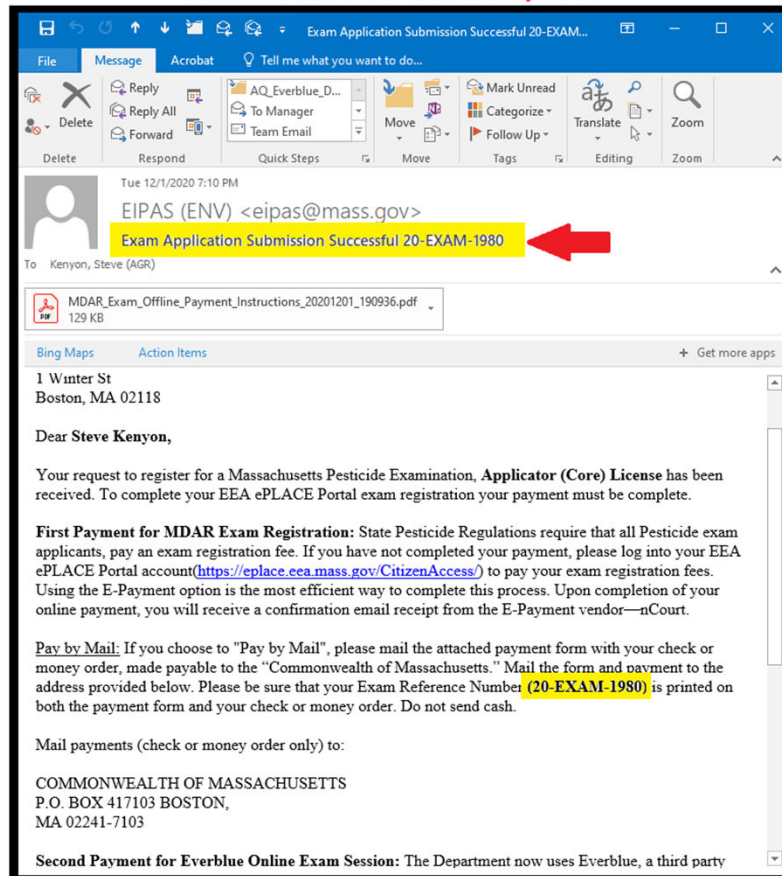 Exam Application Submission Successful 20-EXAM...
File Message Acrobat Tell me what you want to do...
Delete
Reply
Reply All
Forward
AQ_Everblue_D...
To Manager
Team Email
Move
Mark Unread
Categorize
Follow Up
Translate
Zoom
Delete Respond Quick Steps Move Tags Editing Zoom
Tue 12/1/2020 7:10 PM
EIPAS (ENV) <eipas@mass.gov>
Exam Application Submission Successful 20-EXAM-1980
To Kenyon, Steve (AGR)
MDAR_Exam_Offline_Payment_Instructions_20201201_190936.pdf
129 KB
Bing Maps Action Items + Get more apps
1 Winter St
Boston, MA 02118
Dear Steve Kenyon,
Your request to register for a Massachusetts Pesticide Examination, Applicator (Core) License has been
received. To complete your EEA ePLACE Portal exam registration your payment must be complete.
First Payment for MDAR Exam Registration: State Pesticide Regulations require that all Pesticide exam
applicants, pay an exam registration fee. If you have not completed your payment, please log into your EEA
ePLACE Portal account(https://eplace.eea.mass.gov/CitizenAccess/) to pay your exam registration fees.
Using the E-Payment option is the most efficient way to complete this process. Upon completion of your
online payment, you will receive a confirmation email receipt from the E-Payment vendor—nCourt.
Pay by Mail: If you choose to "Pay by Mail", please mail the attached payment form with your check or
money order, made payable to the “Commonwealth of Massachusetts.” Mail the form and payment to the
address provided below. Please be sure that your Exam Reference Number (20-EXAM-1980) is printed on
both the payment form and your check or money order. Do not send cash.
Mail payments (check or money order only) to:
COMMONWEALTH OF MASSACHUSETTS
P.O. BOX 417103 BOSTON,
MA 02241-7103
Second Payment for Everblue Online Exam Session: The Department now uses Everblue, a third party